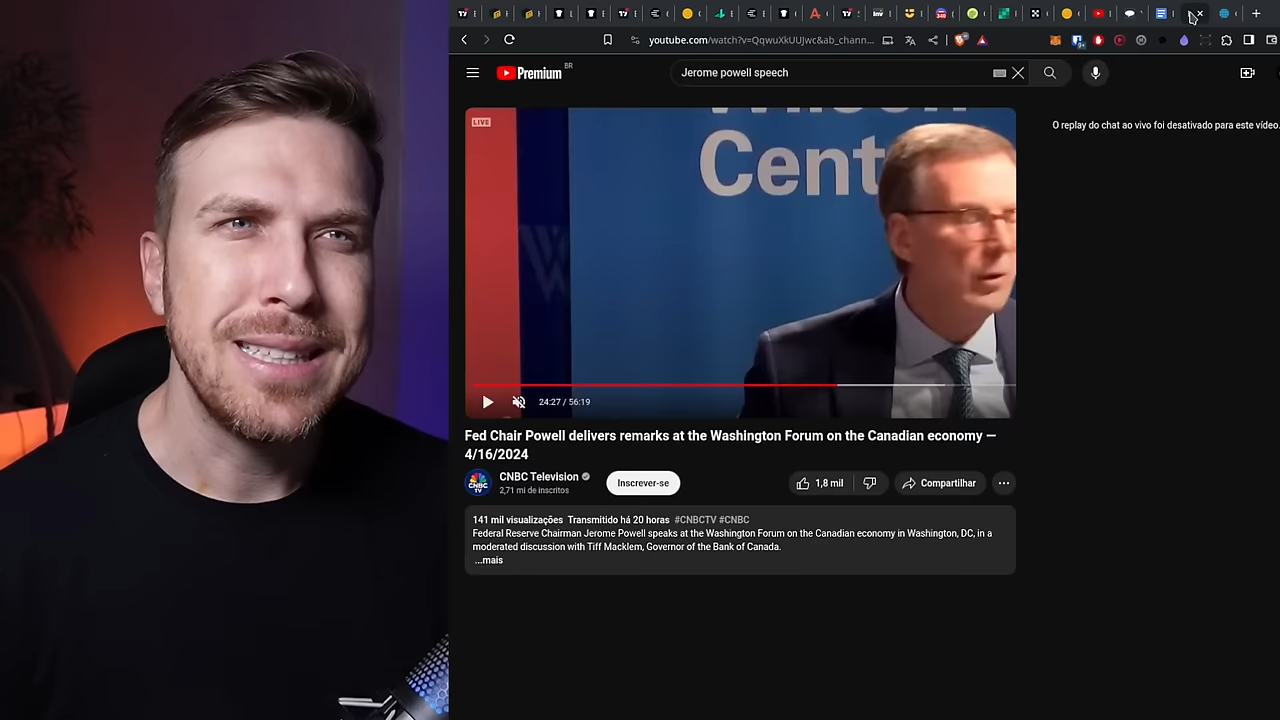 youtube.com/watch?v=QqwuXkUUJwc&ab_chann...
Premium BR
Jerome powell speech
LIVE
Cent
O replay do chat ao vivo foi desativado para este vídeo
24:27 / 56:19
Fed Chair Powell delivers remarks at the Washington Forum on the Canadian economy —
4/16/2024
CNBC Television
2,71 mi de inscritos
Inscrever-se
1,8 mil
Compartilhar
141 mil visualizações Transmitido há 20 horas #CNBCTV #CNBC
Federal Reserve Chairman Jerome Powell speaks at the Washington Forum on the Canadian economy in Washington, DC, in a
moderated discussion with Tiff Macklem, Governor of the Bank of Canada.
...mais